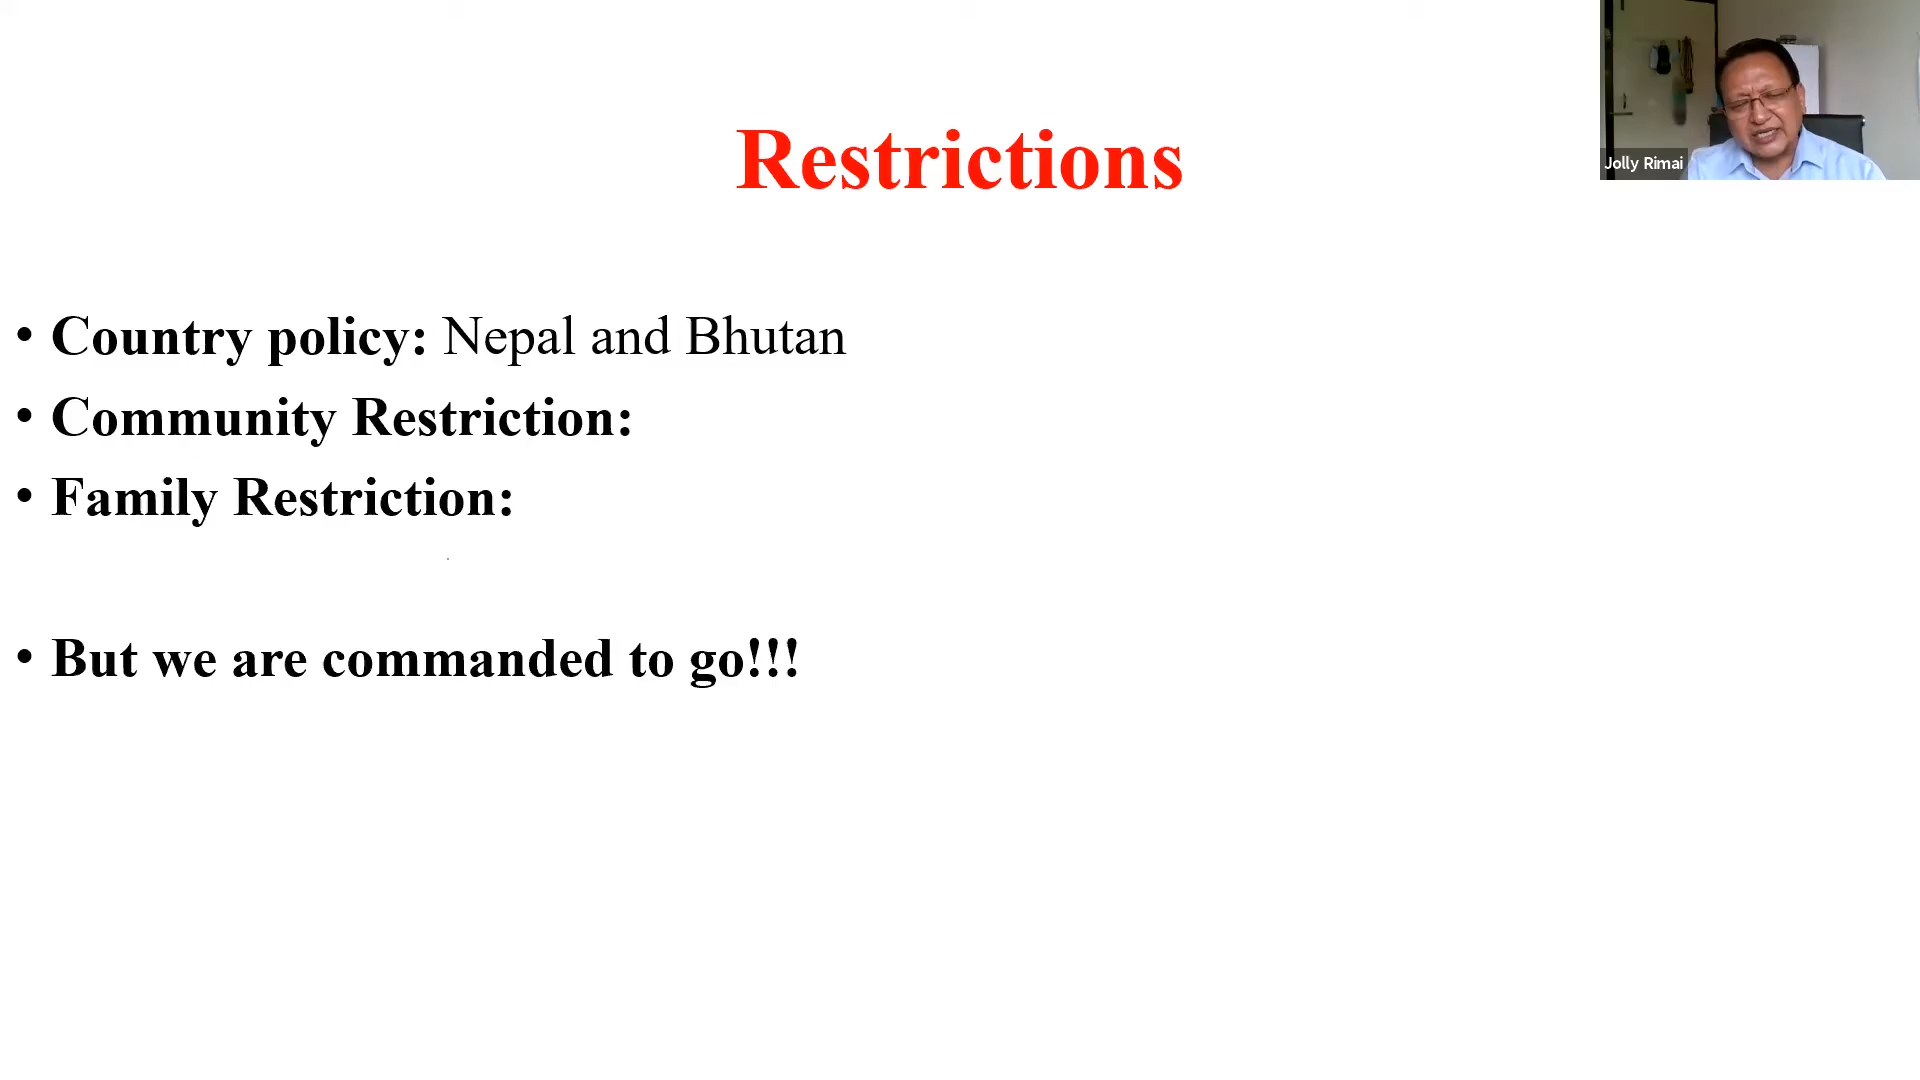 Restrictions
Jolly Rimai
• Country policy: Nepal and Bhutan
• Community Restriction:
• Family Restriction:
• But we are commanded to go!!!